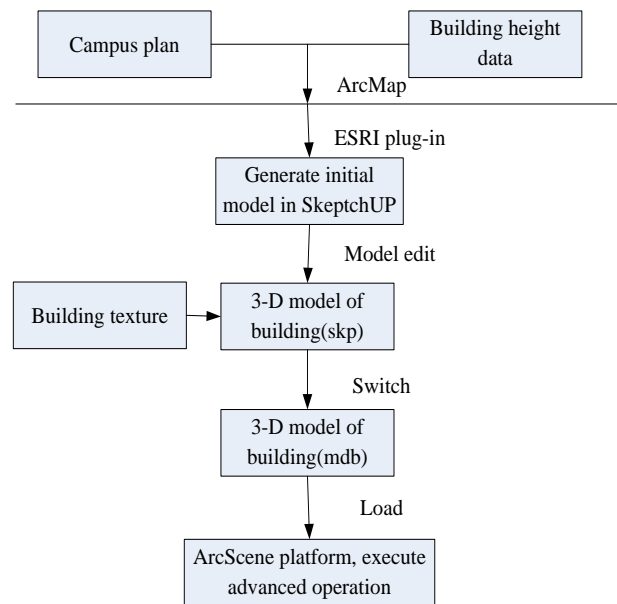 Campus plan
Building height
data
ArcMap
ESRI plug-in
Generate initial
model in SkeptchUP
Model edit
Building texture
3-D model of
building(skp)
Switch
3-D model of
building(mdb)
Load
ArcScene platform, execute
advanced operation